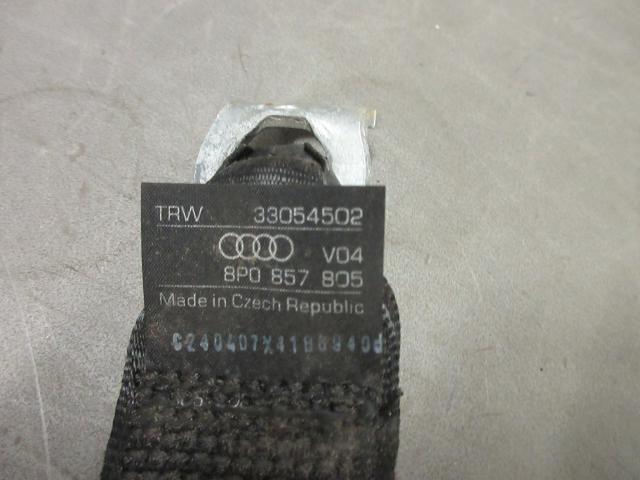 TRW 33054502
V04
8P0 857 805
Made in Czech Republic